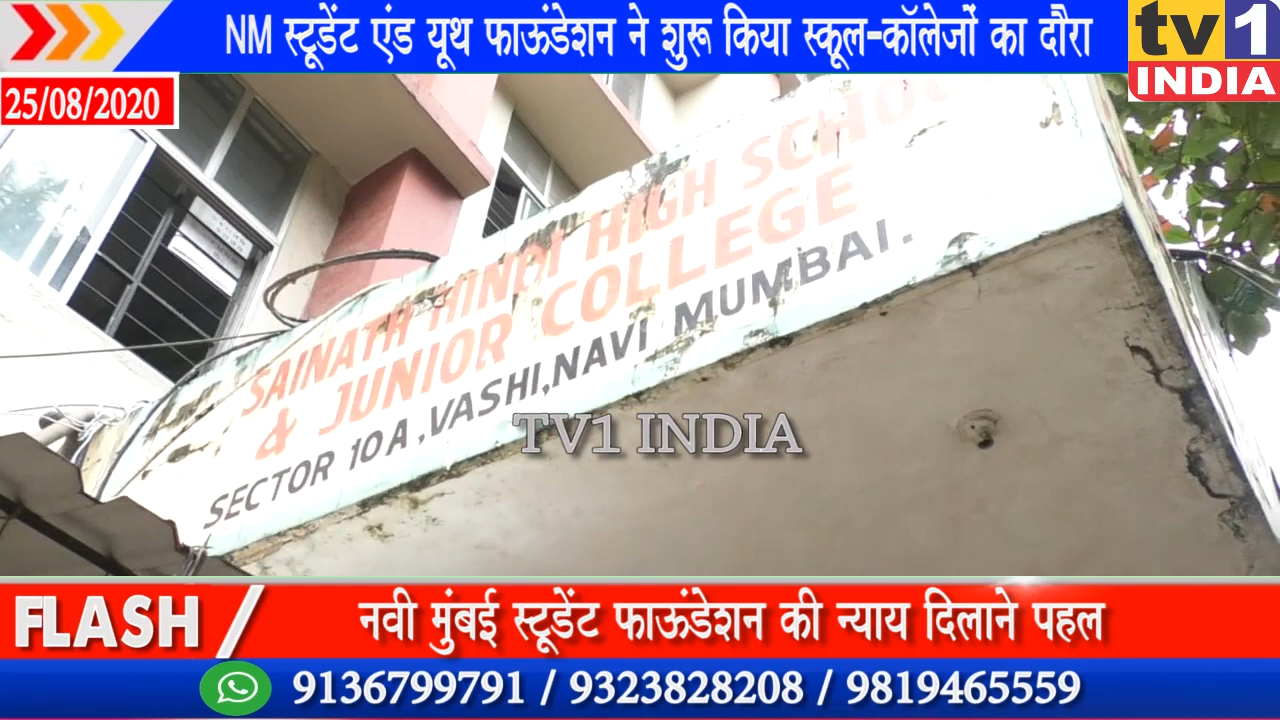 NM स्टूडेंट एंड यूथ फाऊंडेशन ने शुरू किया स्कूल-कॉलेजों का दौरा
tv1
INDIA
25/08/2020
SAINATH HINDI HIGH SCHOOL
& JUNIOR COLLEGE
SECTOR 10A, VASHI, NAVI MUMBAI.
TV1 INDIA
FLASH /
नवी मुंबई स्टूडेंट फाऊंडेशन की न्याय दिलाने पहल
9136799791 / 9323828208 / 9819465559